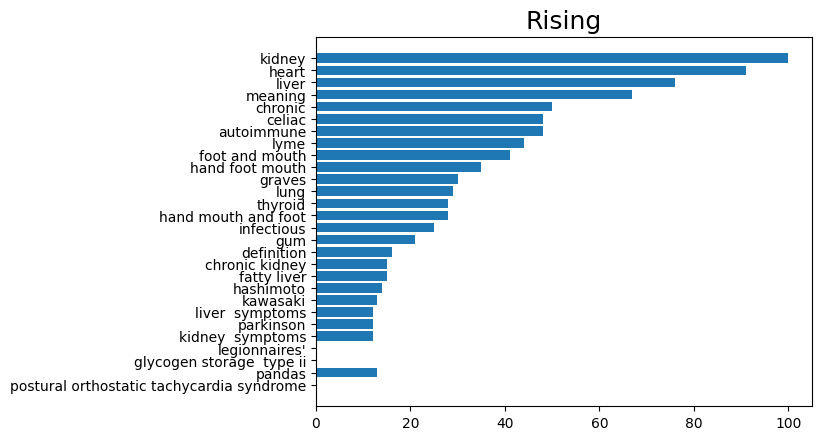 Rising
kidney
heart
liver
meaning
chronic
celiac
autoimmune
lyme
foot and mouth
hand foot mouth
graves
lung
thyroid
hand mouth and foot
infectious
gum
definition
chronic kidney
fatty liver
hashimoto
kawasaki
liver  symptoms
parkinson
kidney  symptoms
legionnaires'
glycogen storage  type ii
pandas
postural orthostatic tachycardia syndrome
0 20 40 60 80 100